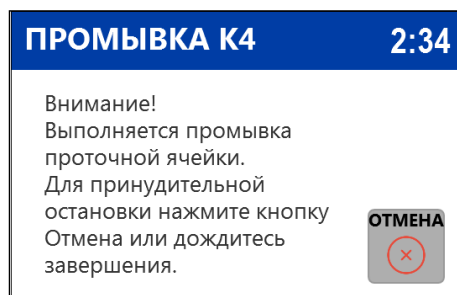 ПРОМЫВКА К4 2:34
Внимание!
Выполняется промывка
проточной ячейки.
Для принудительной
остановки нажмите кнопку
Отмена или дождитесь
завершения.
ОТМЕНА